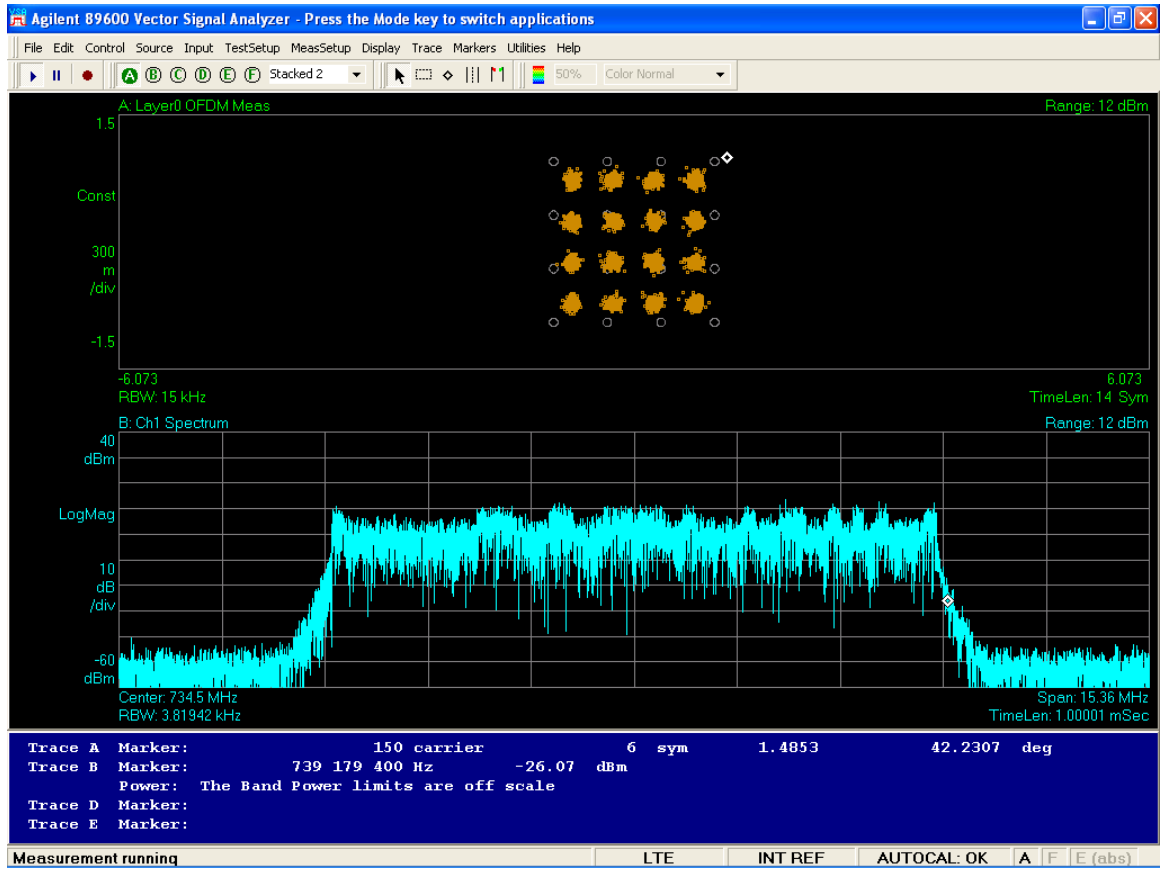 Agilent 89600 Vector Signal Analyzer - Press the Mode key to switch applications
File Edit Control Source Input TestSetup MeasSetup Display Trace Markers Utilities Help
A B C D E F Stacked 2 50% Color Normal
A: Layer0 OFDM Meas Range: 12 dBm
1.5
Const
300
m
/div
-1.5
-6.073 6.073
RBW: 15 kHz TimeLen: 14 Sym
B: Ch1 Spectrum Range: 12 dBm
40
dBm
LogMag
10
dB
/div
-60
dBm
Center: 734.5 MHz Span: 15.36 MHz
RBW: 3.81942 kHz TimeLen: 1.00001 mSec
Trace A Marker: 150 carrier 6 sym 1.4853 42.2307 deg
Trace B Marker: 739 179 400 Hz -26.07 dBm
Power: The Band Power limits are off scale
Trace D Marker:
Trace E Marker:
Measurement running LTE INT REF AUTOCAL: OK A F E (abs)